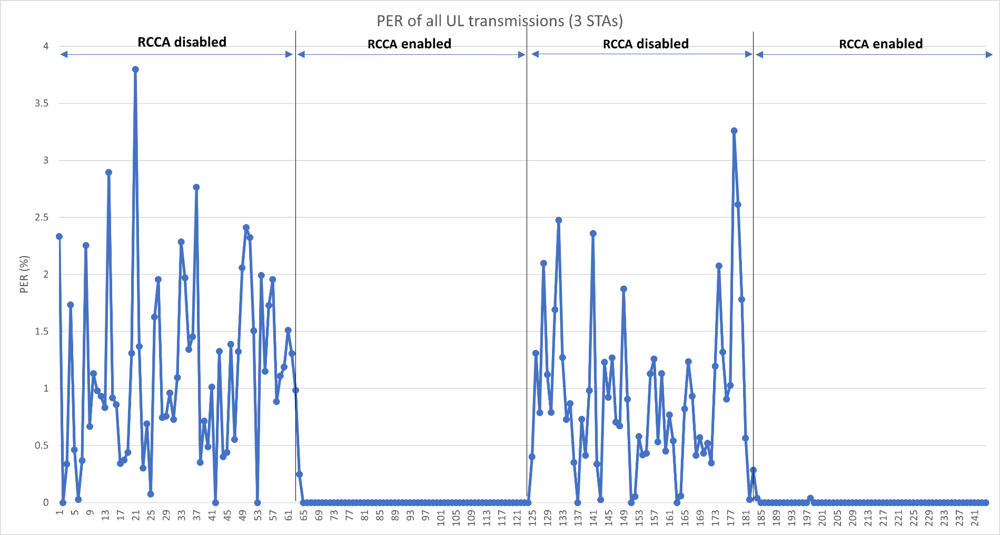 PER of all UL transmissions (3 STAs)
RCCA disabled
RCCA enabled
RCCA disabled
RCCA enabled
4
3.5
3
2.5
2
1.5
1
0.5
0
PER (%)
1 5 9 13 17 21 25 29 33 37 41 45 49 53 57 61 65 69 73 77 81 85 89 93 97 101 105 109 113 117 121 125 129 133 137 141 145 149 153 157 161 165 169 173 177 181 185 189 193 197 201 205 209 213 217 221 225 229 233 237 241